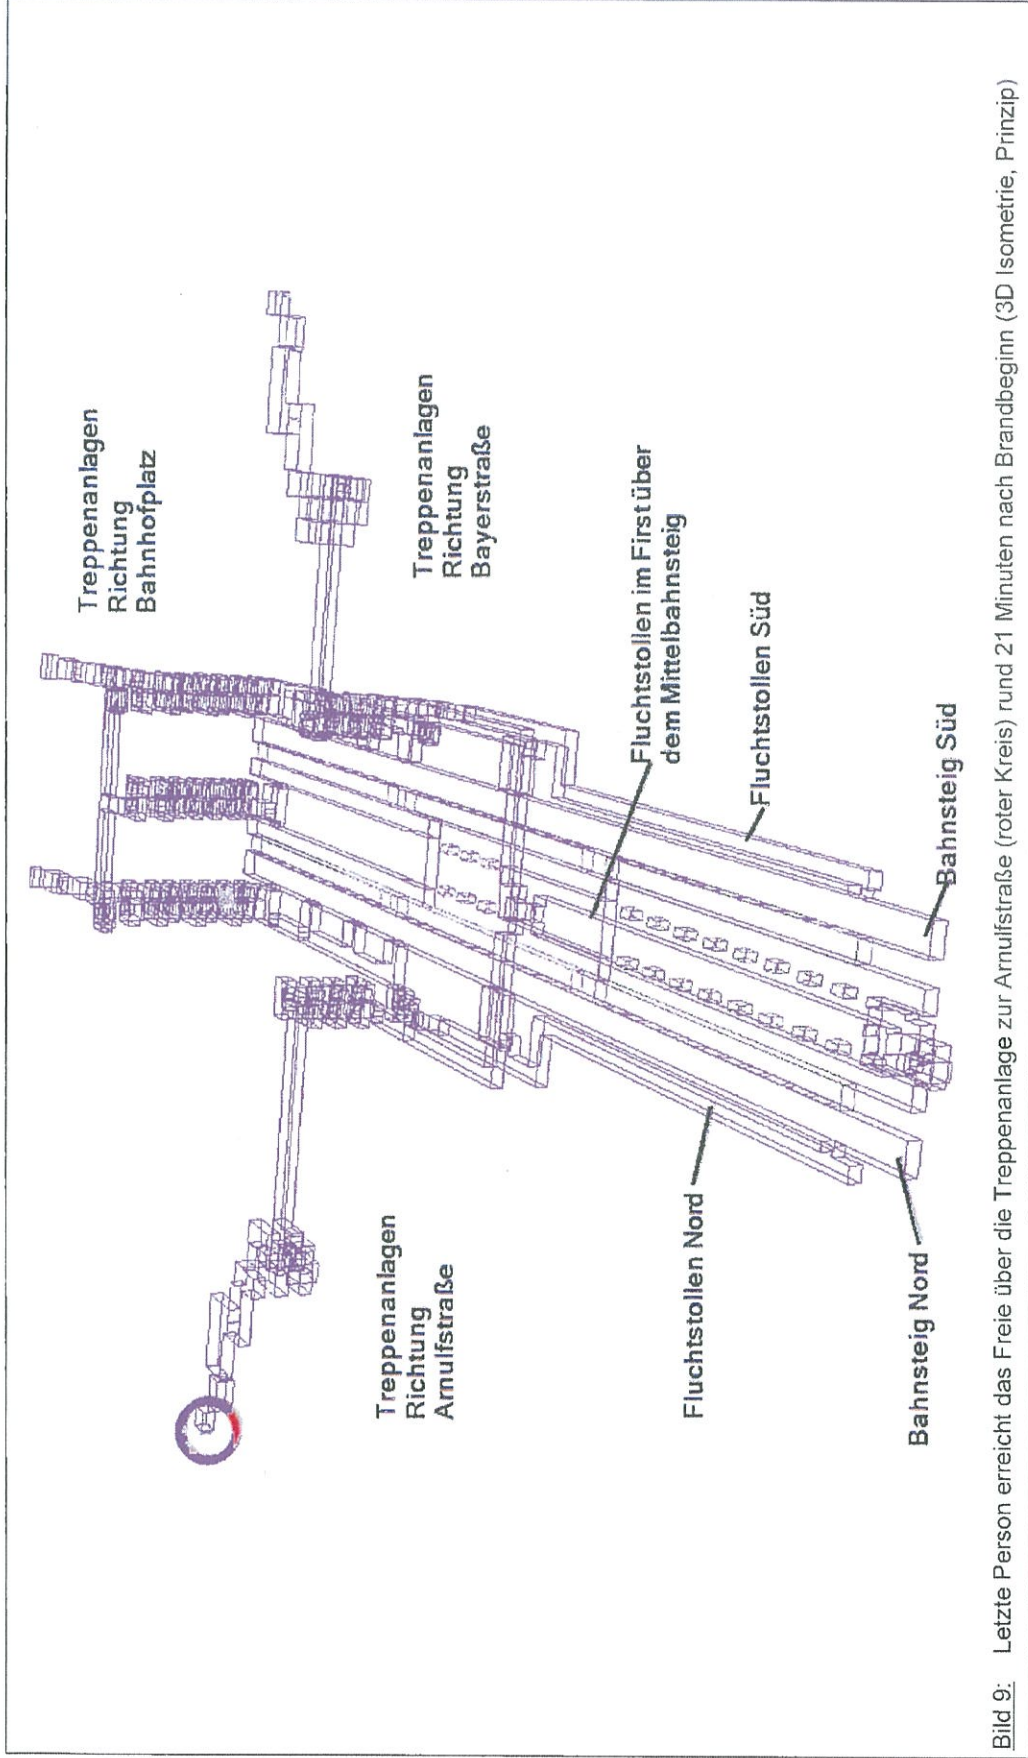 Treppenanlagen
Richtung
Bahnhofplatz
Treppenanlagen
Richtung
Bayerstraße
Fluchtstollen im First über
dem Mittelbahnsteig
Fluchtstollen Süd
Bahnsteig Süd
Treppenanlagen
Richtung
Arnulfstraße
Fluchtstollen Nord
Bahnsteig Nord
Bild 9: Letzte Person erreicht das Freie über die Treppenanlage zur Arnulfstraße (roter Kreis) rund 21 Minuten nach Brandbeginn (3D Isometrie, Prinzip)